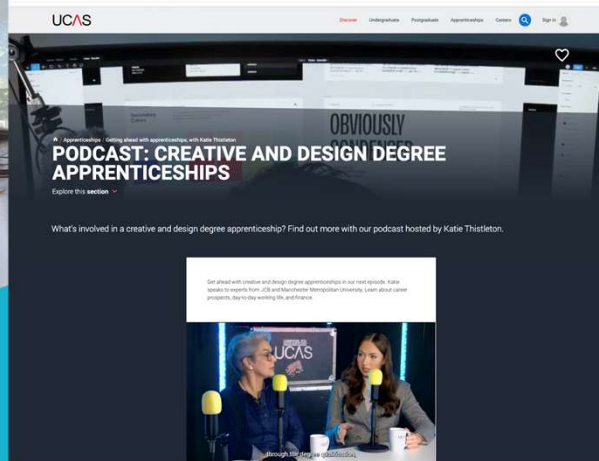 UCAS
Discover Undergraduate Postgraduate Apprenticeships Careers Sign in
OBVIOUSLY
Apprenticeships / Getting ahead with apprenticeships, with Katie Thistleton
PODCAST: CREATIVE AND DESIGN DEGREE
APPRENTICESHIPS
Explore this section
What's involved in a creative and design degree apprenticeship? Find out more with our podcast hosted by Katie Thistleton.
Get ahead with creative and design degree apprenticeships in our next episode. Katie
speaks to experts from JCB and Manchester Metropolitan University. Learn about career
prospects, day-to-day working life, and finance.
UCAS
through the degree qualification,